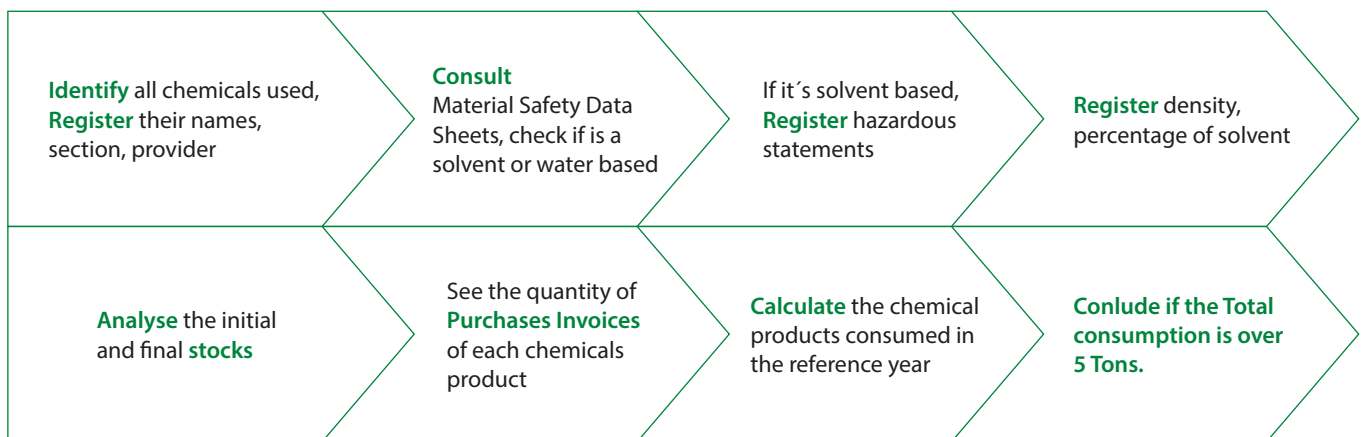 Identify all chemicals used,
Register their names,
section, provider
Consult
Material Safety Data
Sheets, check if is a
solvent or water based
If it´s solvent based,
Register hazardous
statements
Register density,
percentage of solvent
Analyse the initial
and final stocks
See the quantity of
Purchases Invoices
of each chemicals
product
Calculate the chemical
products consumed in
the reference year
Conlude if the Total
consumption is over
5 Tons.